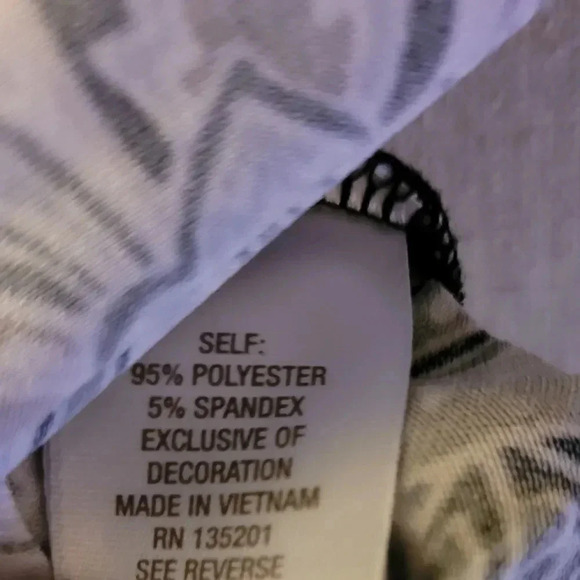 SELF:
95% POLYESTER
5% SPANDEX
EXCLUSIVE OF
DECORATION
MADE IN VIETNAM
RN 135201
SEE REVERSE